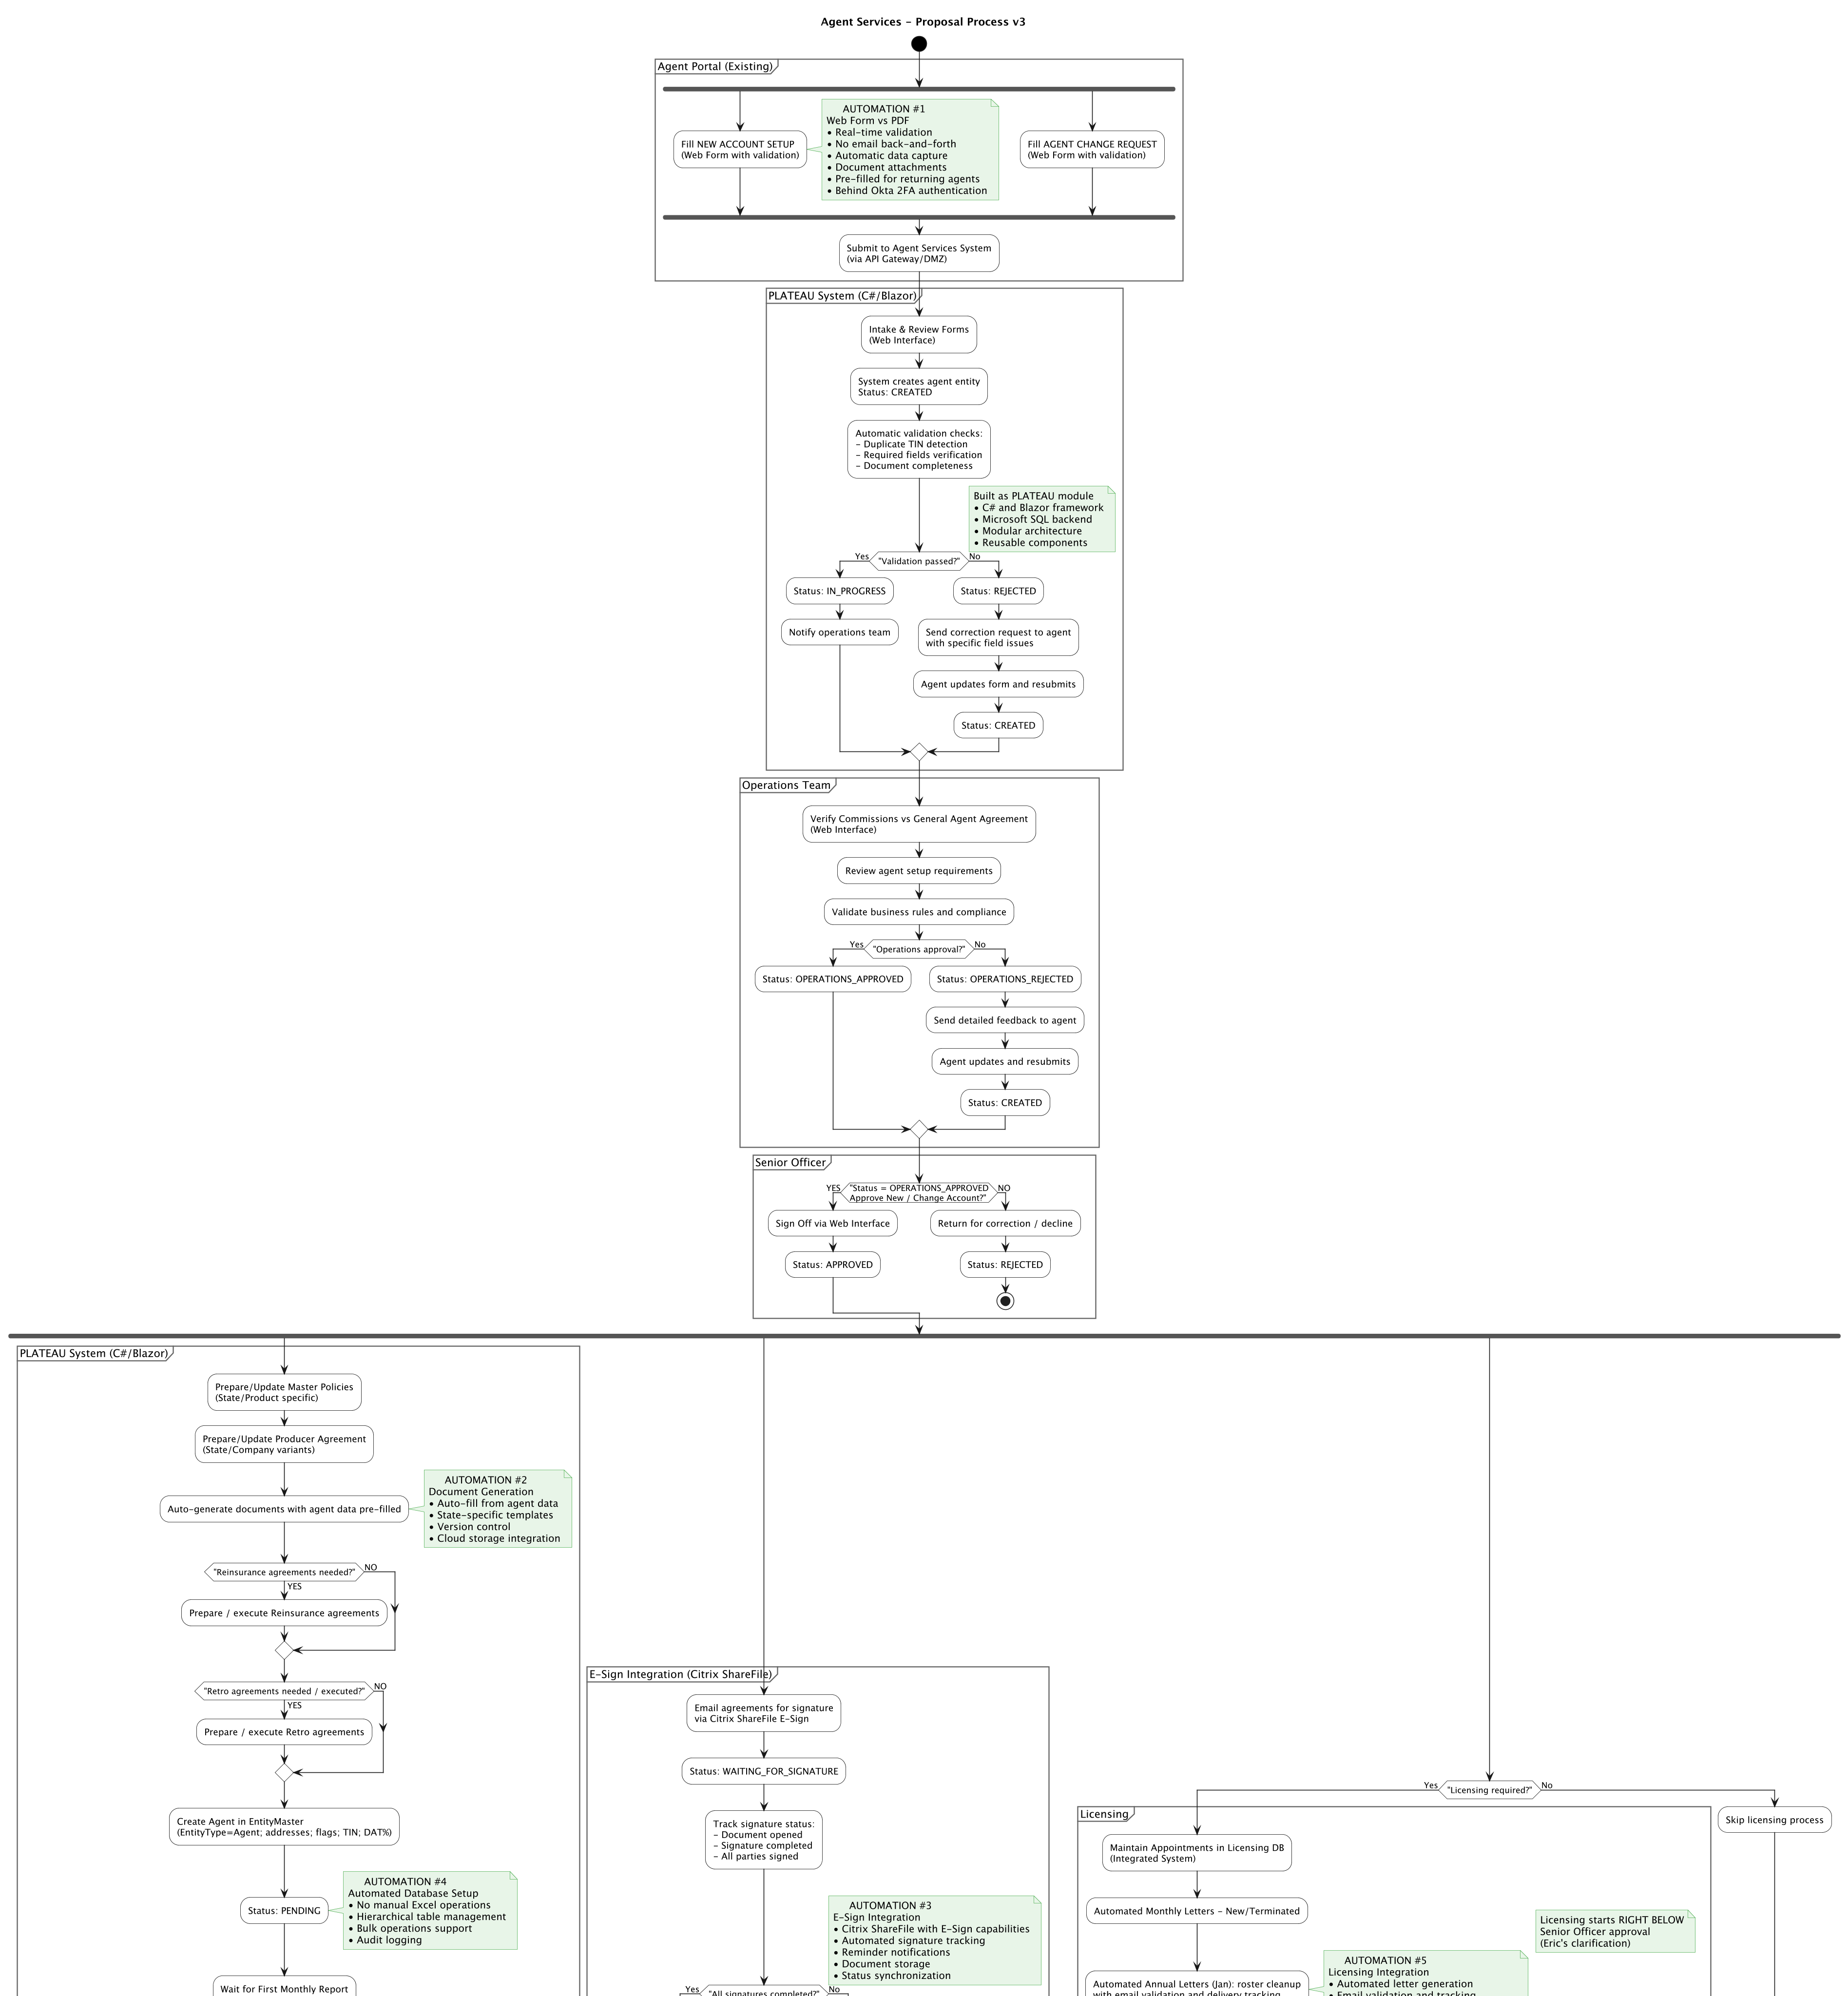 Agent Services - Proposal Process v3
Agent Portal (Existing)
AUTOMATION #1
Web Form vs PDF
• Real-time validation
• No email back-and-forth
• Automatic data capture
• Document attachments
• Pre-filled for returning agents
• Behind Okta 2FA authentication
Fill NEW ACCOUNT SETUP
(Web Form with validation)
Fill AGENT CHANGE REQUEST
(Web Form with validation)
Submit to Agent Services System
(via API Gateway/DMZ)
PLATEAU System (C#/Blazor)
Intake & Review Forms
(Web Interface)
System creates agent entity
Status: CREATED
Automatic validation checks:
- Duplicate TIN detection
- Required fields verification
- Document completeness
Built as PLATEAU module
• C# and Blazor framework
• Microsoft SQL backend
• Modular architecture
• Reusable components
Yes
"Validation passed?"
No
Status: IN_PROGRESS
Notify operations team
Status: REJECTED
Send correction request to agent
with specific field issues
Agent updates form and resubmits
Status: CREATED
Operations Team
Verify Commissions vs General Agent Agreement
(Web Interface)
Review agent setup requirements
Validate business rules and compliance
Yes
"Operations approval?"
No
Status: OPERATIONS_APPROVED
Status: OPERATIONS_REJECTED
Send detailed feedback to agent
Agent updates and resubmits
Status: CREATED
Senior Officer
YES
"Status = OPERATIONS_APPROVED
Approve New / Change Account?"
NO
Sign Off via Web Interface
Status: APPROVED
Return for correction / decline
Status: REJECTED
PLATEAU System (C#/Blazor)
Prepare/Update Master Policies
(State/Product specific)
Prepare/Update Producer Agreement
(State/Company variants)
Auto-generate documents with agent data pre-filled
AUTOMATION #2
Document Generation
• Auto-fill from agent data
• State-specific templates
• Version control
• Cloud storage integration
"Reinsurance agreements needed?"
NO
YES
Prepare / execute Reinsurance agreements
"Retro agreements needed / executed?"
NO
YES
Prepare / execute Retro agreements
Create Agent in EntityMaster
(EntityType=Agent; addresses; flags; TIN; DAT%)
Status: PENDING
AUTOMATION #4
Automated Database Setup
• No manual Excel operations
• Hierarchical table management
• Bulk operations support
• Audit logging
Wait for First Monthly Report
E-Sign Integration (Citrix ShareFile)
Email agreements for signature
via Citrix ShareFile E-Sign
Status: WAITING_FOR_SIGNATURE
Track signature status:
- Document opened
- Signature completed
- All parties signed
AUTOMATION #3
E-Sign Integration
• Citrix ShareFile with E-Sign capabilities
• Automated signature tracking
• Reminder notifications
• Document storage
• Status synchronization
Yes
"All signatures completed?"
No
Yes
"Licensing required?"
No
Licensing
Maintain Appointments in Licensing DB
(Integrated System)
Automated Monthly Letters - New/Terminated
Licensing starts RIGHT BELOW
Senior Officer approval
(Eric's clarification)
Automated Annual Letters (Jan): roster cleanup
with email validation and delivery tracking
AUTOMATION #5
Licensing Integration
• Automated letter generation
• Email validation and tracking
Skip licensing process